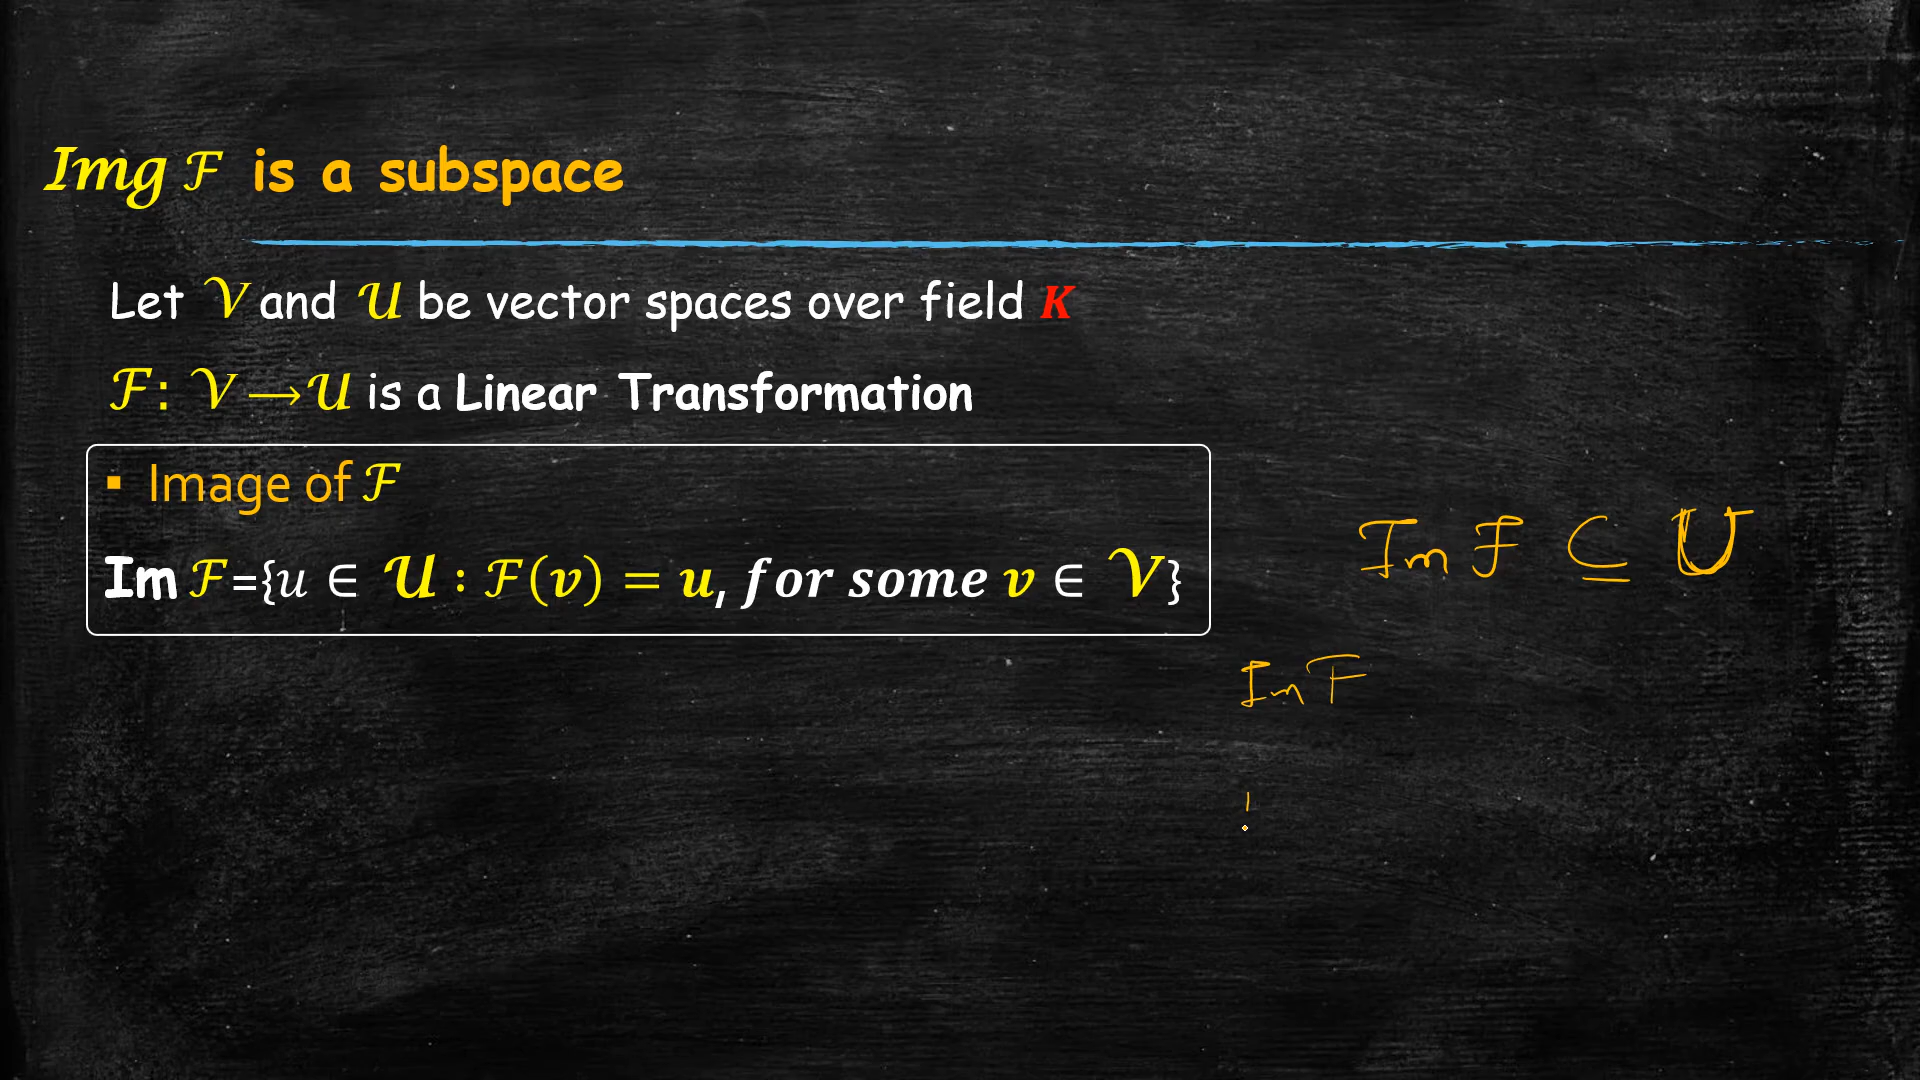 Img ℱ is a subspace
Let 𝒱 and 𝒰 be vector spaces over field K
ℱ: 𝒱 ⟶ 𝒰 is a Linear Transformation
▪ Image of ℱ
Im ℱ={u ∈ 𝒰 : ℱ(v) = u, for some v ∈ 𝒱}
Im ℱ ⊆ U
Im F